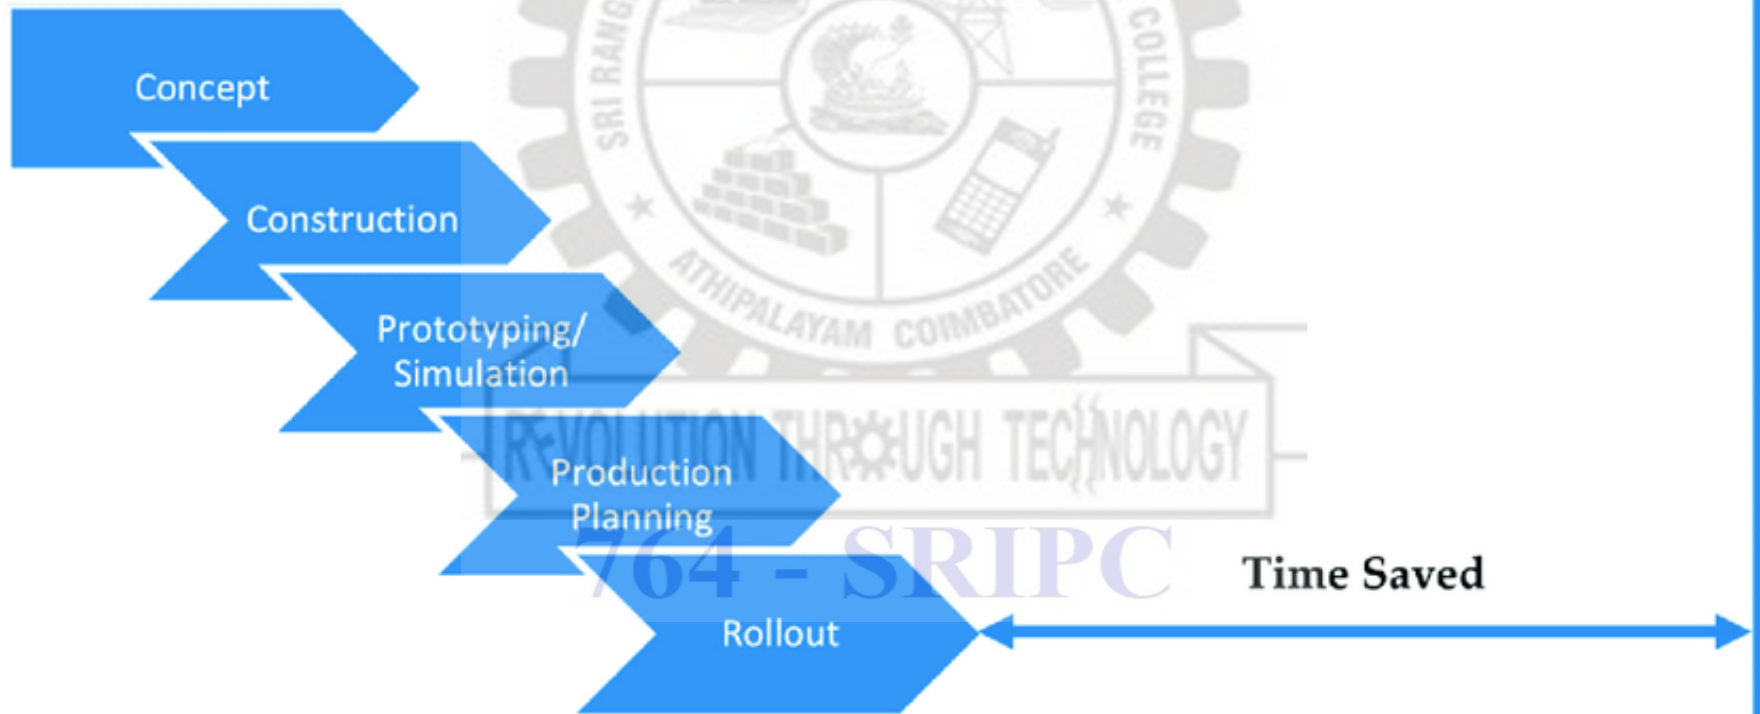 Concept
Construction
Prototyping/
Simulation
Production
Planning
Rollout
Time Saved
SRI RANG
COLLEGE
ATHIPALAYAM COIMBATORE
REVOLUTION THROUGH TECHNOLOGY
764 - SRIPC